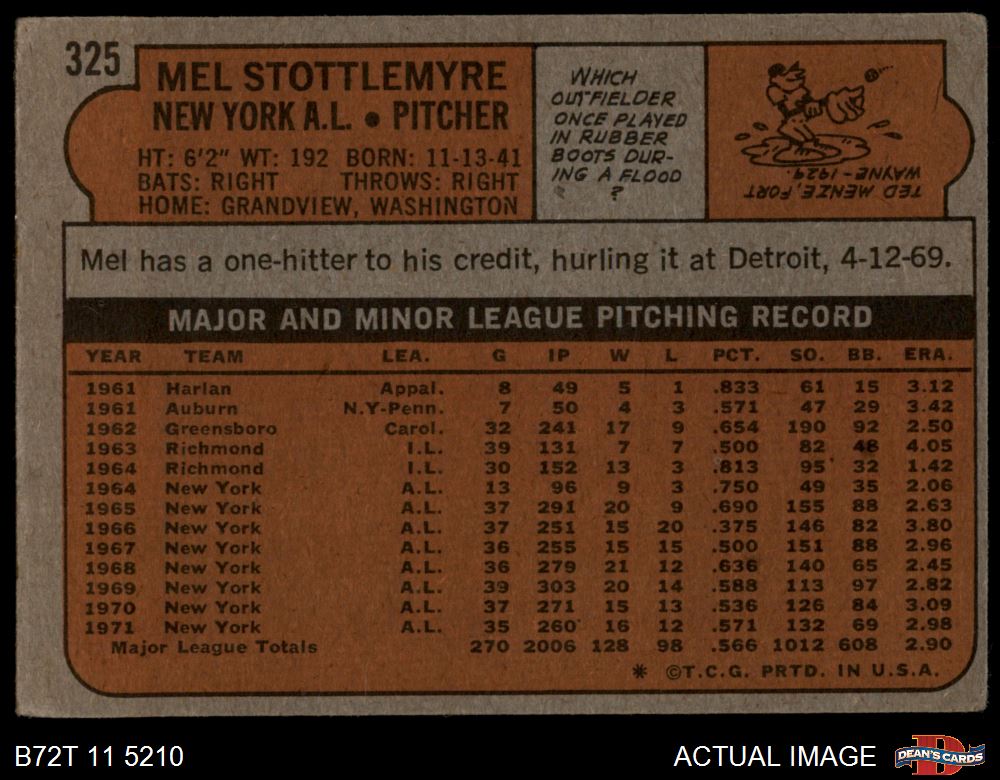 325
MEL STOTTLEMYRE
NEW YORK A.L. • PITCHER
HT: 6'2" WT: 192 BORN: 11-13-41
BATS: RIGHT THROWS: RIGHT
HOME: GRANDVIEW, WASHINGTON
WHICH
OUTFIELDER
ONCE PLAYED
IN RUBBER
BOOTS DUR-
ING A FLOOD
?
TED MENZE, FORT
WAYNE - 1929.
Mel has a one-hitter to his credit, hurling it at Detroit, 4-12-69.
MAJOR AND MINOR LEAGUE PITCHING RECORD
YEAR TEAM LEA. G IP W L PCT. SO. BB. ERA.
1961 Harlan Appal. 8 49 5 1 .833 61 15 3.12
1961 Auburn N.Y-Penn. 7 50 4 3 .571 47 29 3.42
1962 Greensboro Carol. 32 241 17 9 .654 190 92 2.50
1963 Richmond I.L. 39 131 7 7 .500 82 48 4.05
1964 Richmond I.L. 30 152 13 3 .813 95 32 1.42
1964 New York A.L. 13 96 9 3 .750 49 35 2.06
1965 New York A.L. 37 291 20 9 .690 155 88 2.63
1966 New York A.L. 37 251 15 20 .375 146 82 3.80
1967 New York A.L. 36 255 15 15 .500 151 88 2.96
1968 New York A.L. 36 279 21 12 .636 140 65 2.45
1969 New York A.L. 39 303 20 14 .588 113 97 2.82
1970 New York A.L. 37 271 15 13 .536 126 84 3.09
1971 New York A.L. 35 260 16 12 .571 132 69 2.98
Major League Totals 270 2006 128 98 .566 1012 608 2.90
* ©T.C.G. PRTD. IN U.S.A.
B72T 11 5210
ACTUAL IMAGE
DEAN'S CARDS